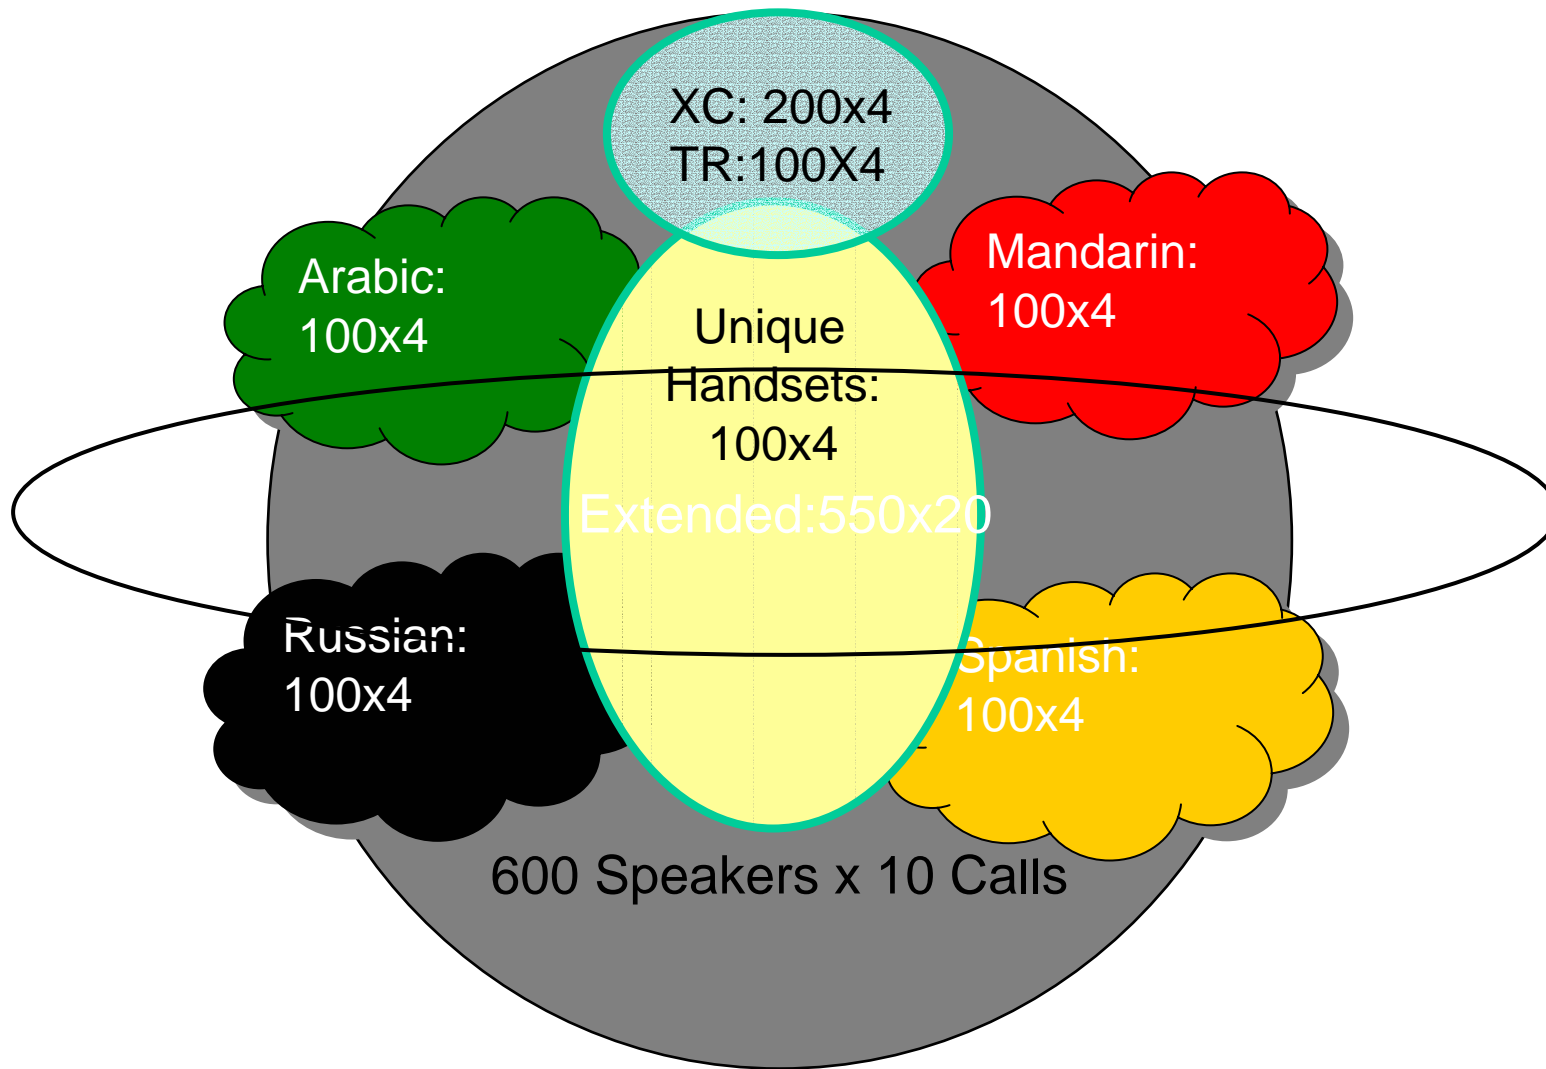 XC: 200x4
TR:100X4
Arabic:
100x4
Mandarin:
100x4
Unique
Handsets:
100x4
Extended:550x20
Russian:
100x4
Spanish:
100x4
600 Speakers x 10 Calls